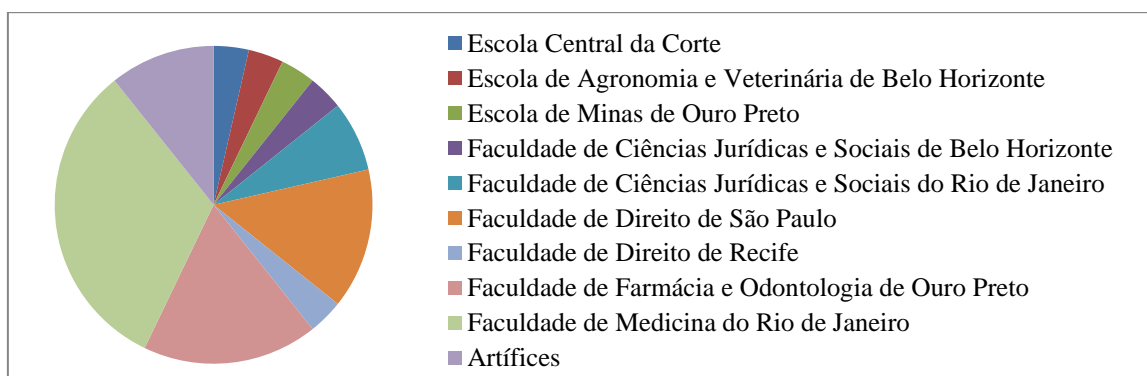 Escola Central da Corte
Escola de Agronomia e Veterinária de Belo Horizonte
Escola de Minas de Ouro Preto
Faculdade de Ciências Jurídicas e Sociais de Belo Horizonte
Faculdade de Ciências Jurídicas e Sociais do Rio de Janeiro
Faculdade de Direito de São Paulo
Faculdade de Direito de Recife
Faculdade de Farmácia e Odontologia de Ouro Preto
Faculdade de Medicina do Rio de Janeiro
Artífices